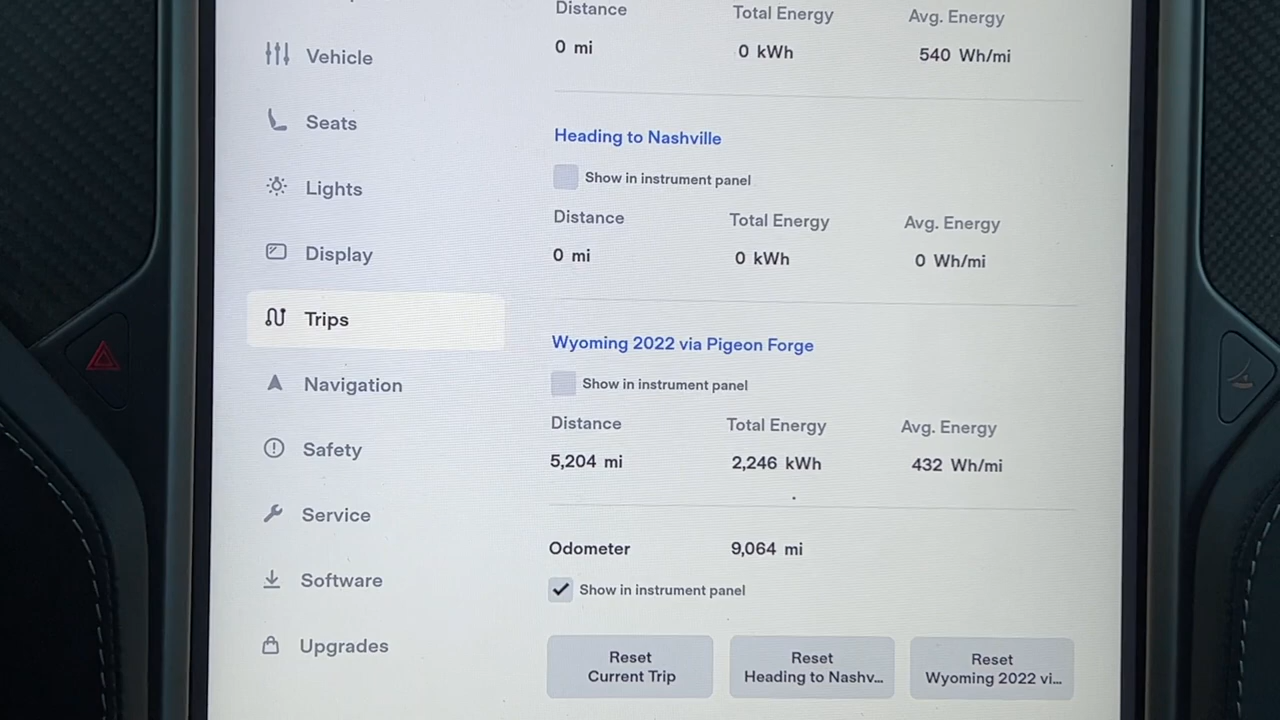 Distance Total Energy Avg. Energy
0 mi 0 kWh 540 Wh/mi
Vehicle
Seats
Lights
Display
Trips
Navigation
Safety
Service
Software
Upgrades
Heading to Nashville
Show in instrument panel
Distance Total Energy Avg. Energy
0 mi 0 kWh 0 Wh/mi
Wyoming 2022 via Pigeon Forge
Show in instrument panel
Distance Total Energy Avg. Energy
5,204 mi 2,246 kWh 432 Wh/mi
Odometer 9,064 mi
Show in instrument panel
Reset
Current Trip
Reset
Heading to Nashv...
Reset
Wyoming 2022 vi...